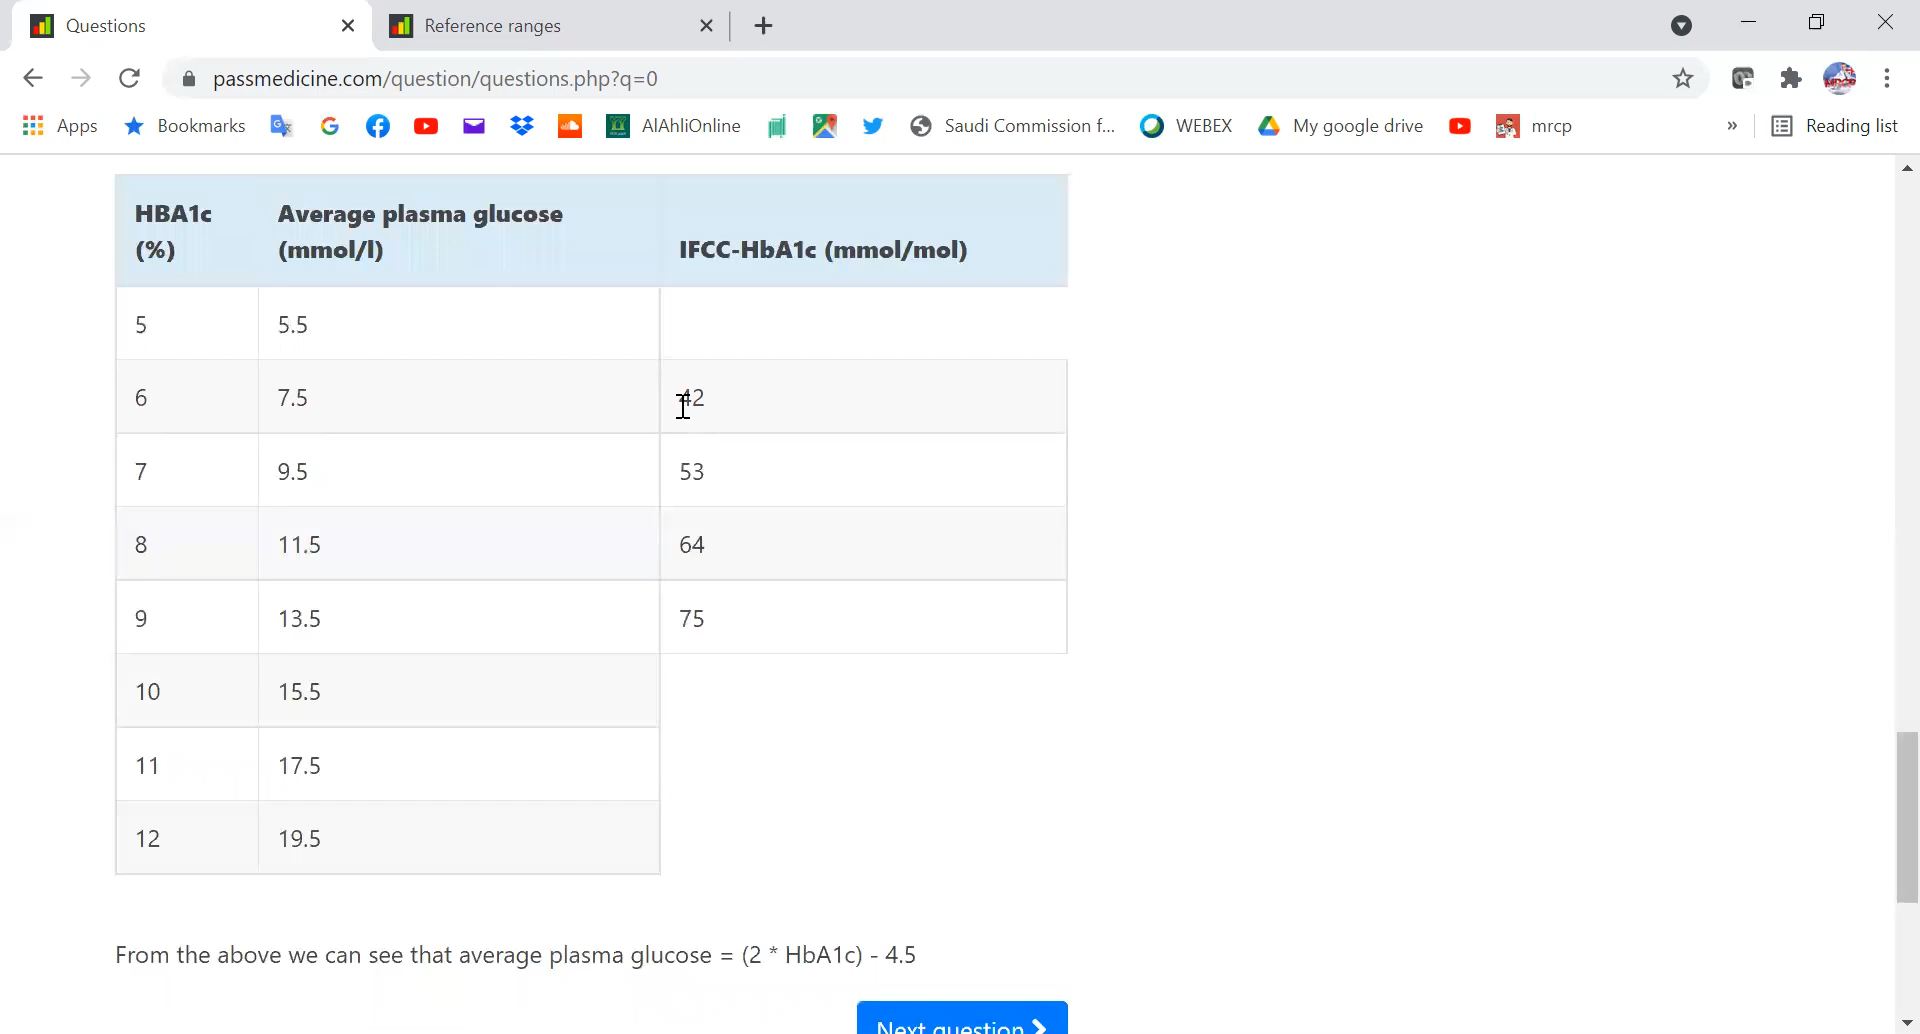 Questions
Reference ranges
passmedicine.com/question/questions.php?q=0
Apps Bookmarks AlAhliOnline Saudi Commission f... WEBEX My google drive mrcp » Reading list
HBA1c (%) Average plasma glucose (mmol/l) IFCC-HbA1c (mmol/mol)
5 5.5
6 7.5 42
7 9.5 53
8 11.5 64
9 13.5 75
10 15.5
11 17.5
12 19.5
From the above we can see that average plasma glucose = (2 * HbA1c) - 4.5
Next question